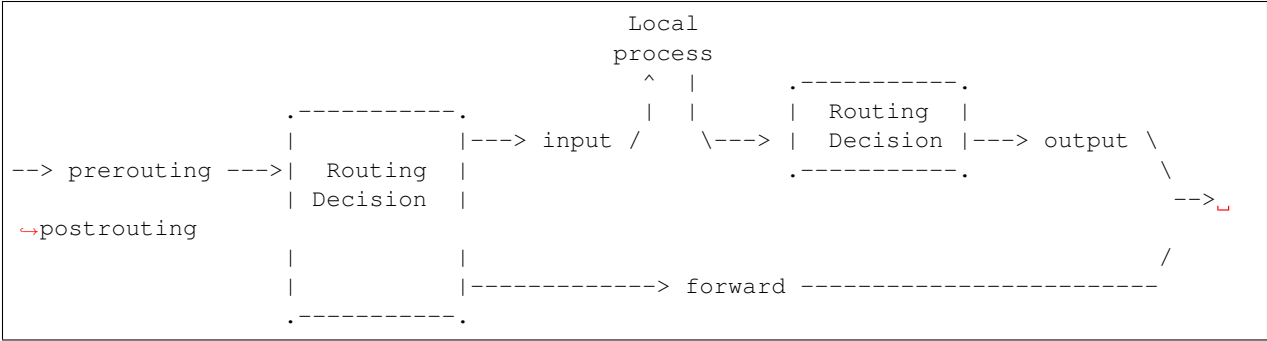 Local
                                                 process
                                                   ^   |        .-----------.
                       .-----------.               |   |        |  Routing  |
                       |           |---> input /     \--->  |  Decision |---> output \
--> prerouting --->|  Routing  |                            .-----------.             \
                       | Decision  |                                                   -->␣
↪postrouting
                       |           |                                                  /
                       |           |-------------> forward -------------------------
                       .-----------.